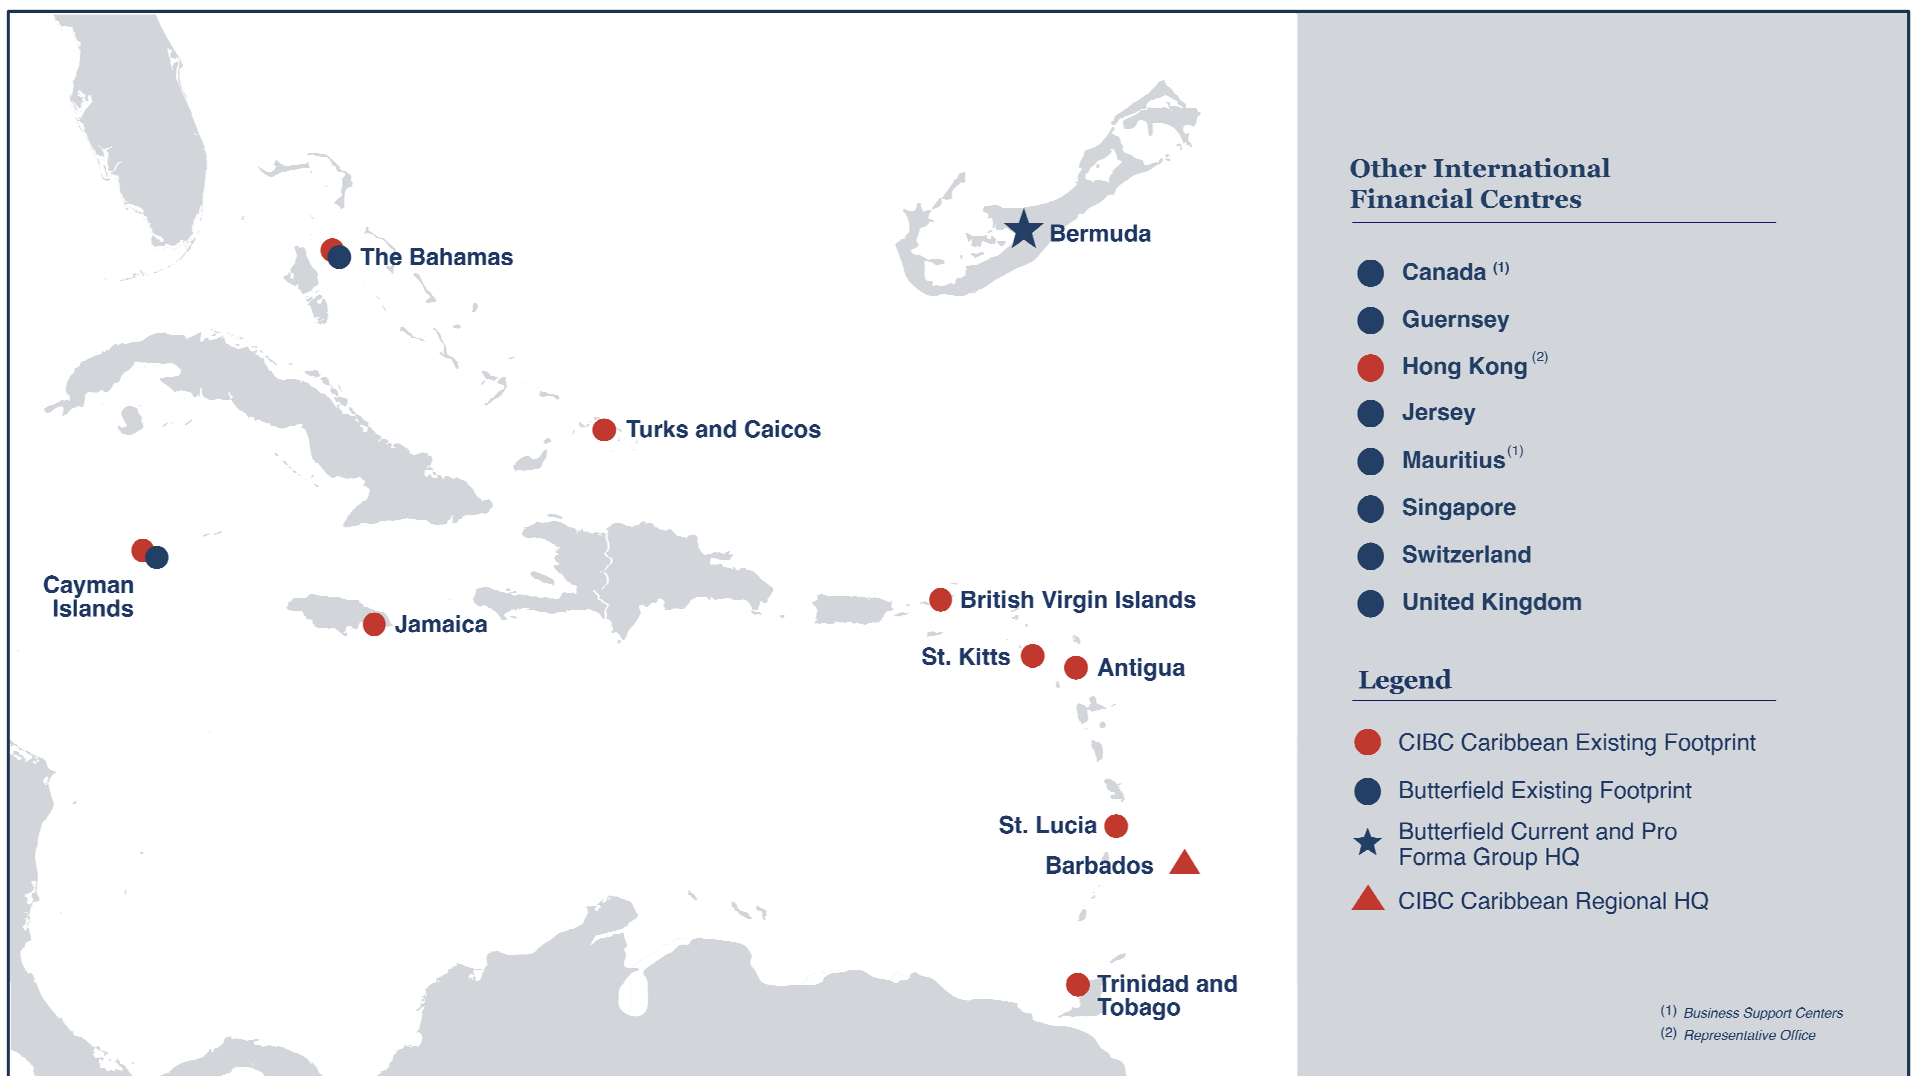 Bermuda
The Bahamas
Turks and Caicos
Cayman
Islands
Jamaica
British Virgin Islands
St. Kitts
Antigua
St. Lucia
Barbados
Trinidad and
Tobago
Other International
Financial Centres
Canada (1)
Guernsey
Hong Kong (2)
Jersey
Mauritius (1)
Singapore
Switzerland
United Kingdom
Legend
CIBC Caribbean Existing Footprint
Butterfield Existing Footprint
Butterfield Current and Pro
Forma Group HQ
CIBC Caribbean Regional HQ
(1) Business Support Centers
(2) Representative Office